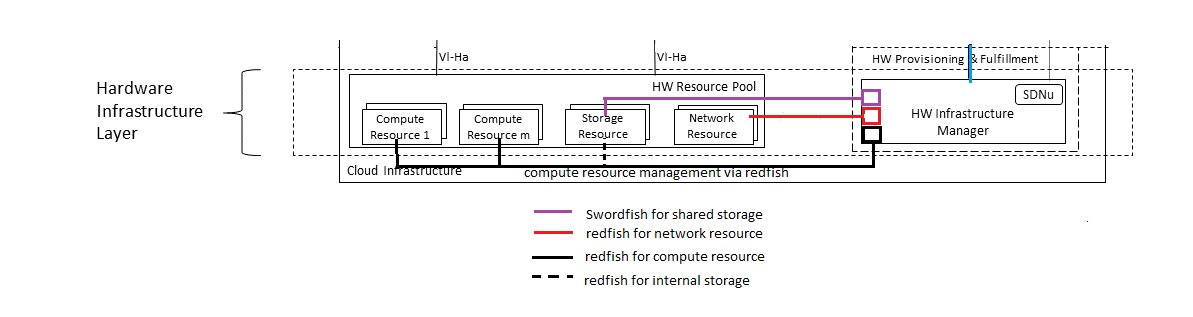 Vl-Ha
Vl-Ha
HW Provisioning & Fulfillment
Hardware
Infrastructure
Layer
HW Resource Pool
SDNu
HW Infrastructure
Manager
Compute
Resource 1
Compute
Resource m
Storage
Resource
Network
Resource
Cloud Infrastructure
compute resource management via redfish
Swordfish for shared storage
redfish for network resource
redfish for compute resource
redfish for internal storage